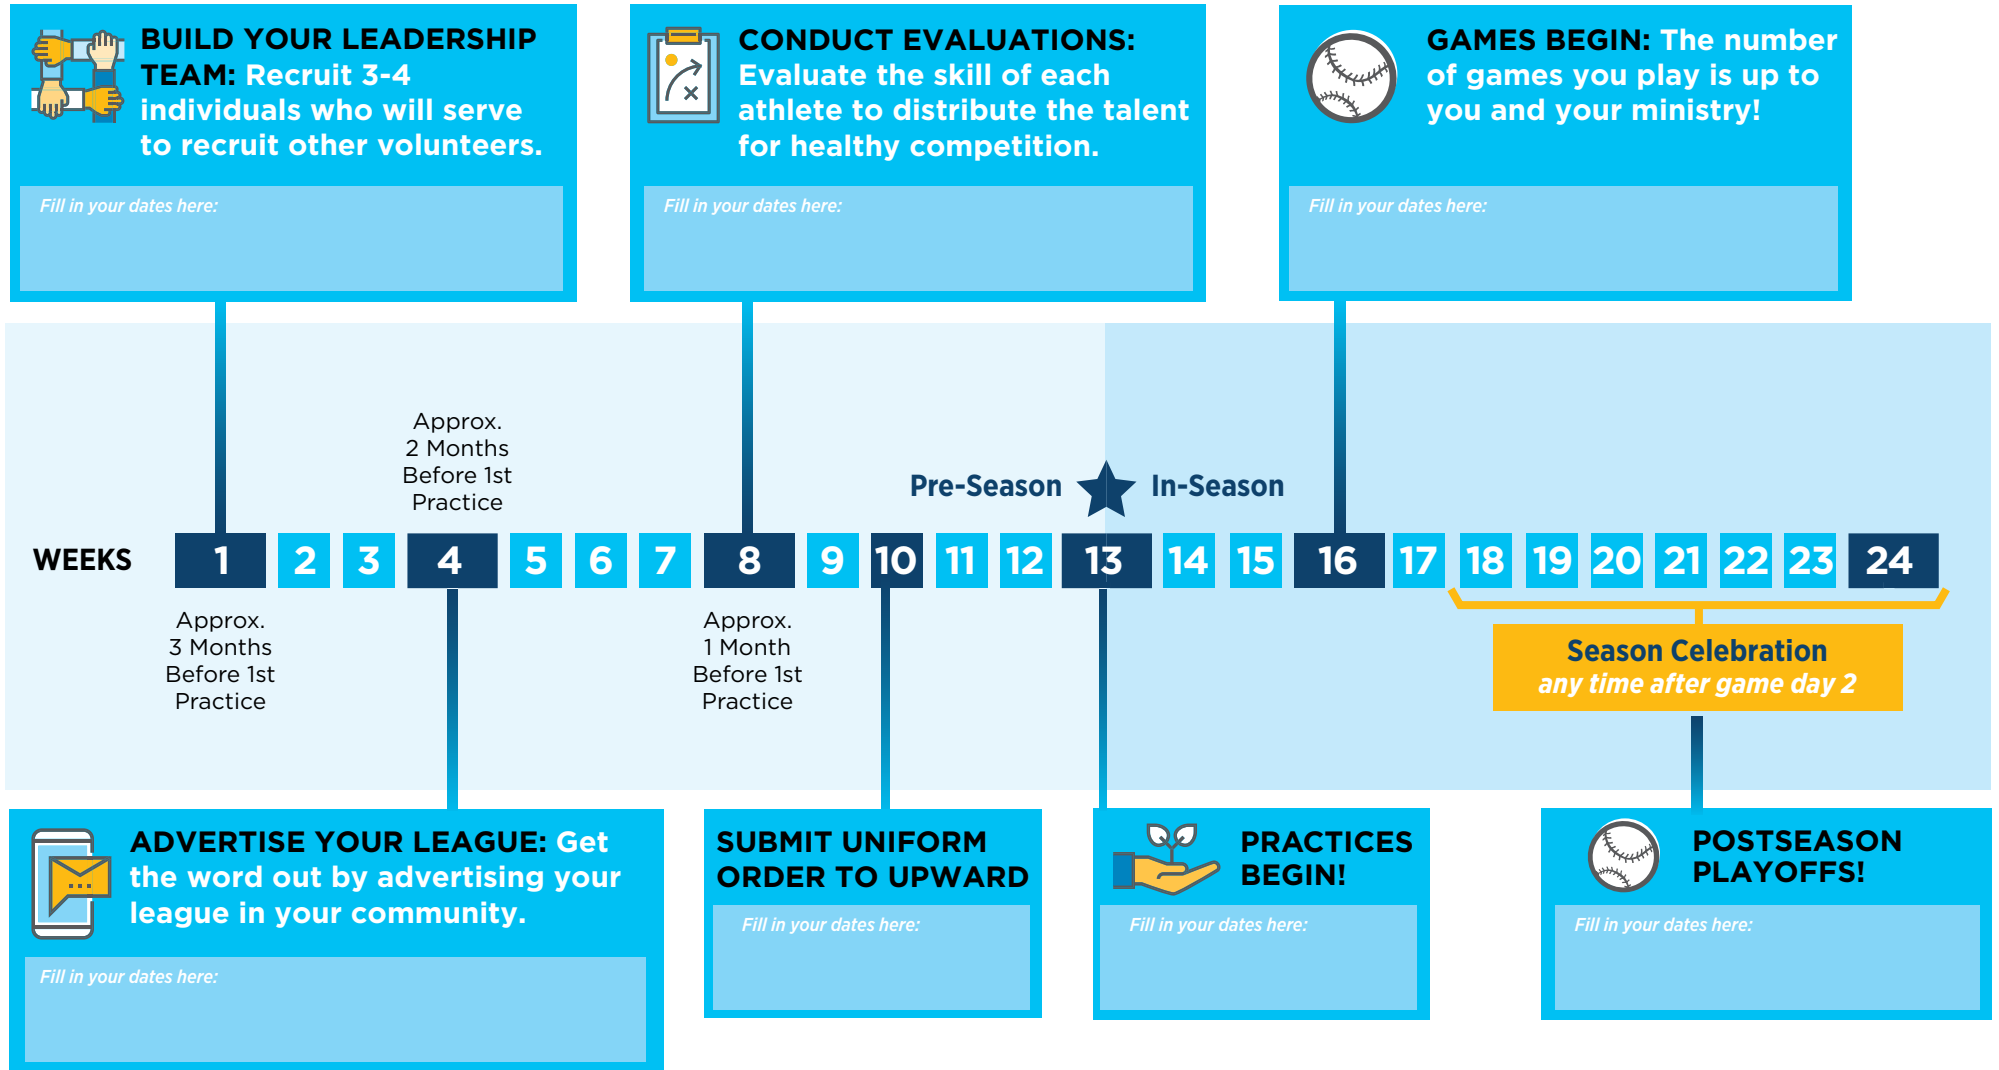 BUILD YOUR LEADERSHIP
TEAM: Recruit 3-4
individuals who will serve
to recruit other volunteers.
Fill in your dates here:
CONDUCT EVALUATIONS:
Evaluate the skill of each
athlete to distribute the talent
for healthy competition.
Fill in your dates here:
GAMES BEGIN: The number
of games you play is up to
you and your ministry!
Fill in your dates here:
Approx.
2 Months
Before 1st
Practice
Pre-Season
In-Season
WEEKS 1 2 3 4 5 6 7 8 9 10 11 12 13 14 15 16 17 18 19 20 21 22 23 24
Approx.
3 Months
Before 1st
Practice
Approx.
1 Month
Before 1st
Practice
Season Celebration
any time after game day 2
ADVERTISE YOUR LEAGUE: Get
the word out by advertising your
league in your community.
Fill in your dates here:
SUBMIT UNIFORM
ORDER TO UPWARD
Fill in your dates here:
PRACTICES
BEGIN!
Fill in your dates here:
POSTSEASON
PLAYOFFS!
Fill in your dates here: